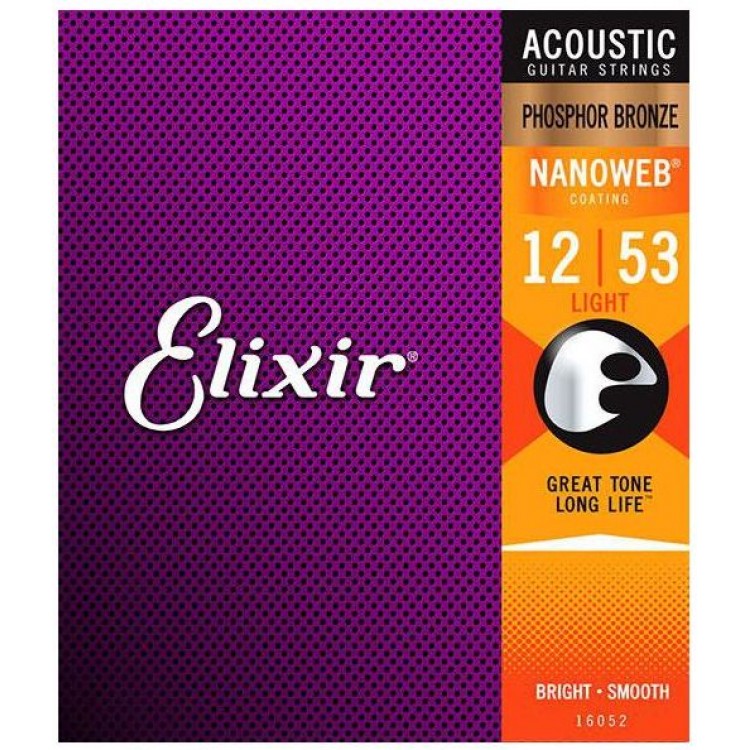 ACOUSTIC
GUITAR STRINGS
PHOSPHOR BRONZE
NANOWEB®
COATING
12 | 53
LIGHT
Elixir®
GREAT TONE
LONG LIFE™
BRIGHT • SMOOTH
16052